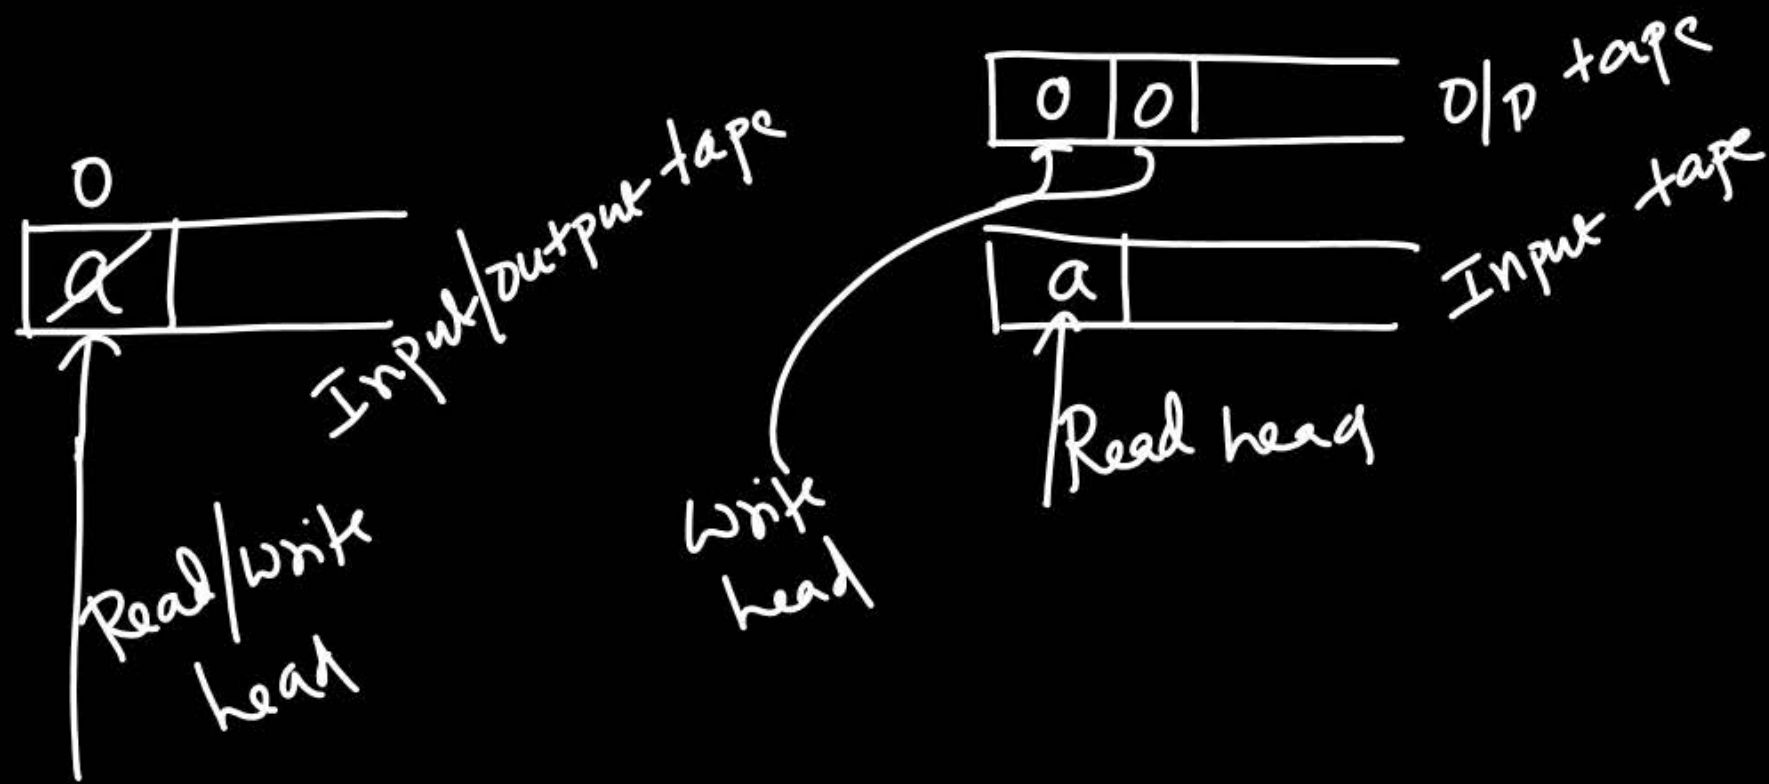 0
a
Input/output tape
Read/write
head
0 0
O/p tape
a
Input tape
Read head
write
head